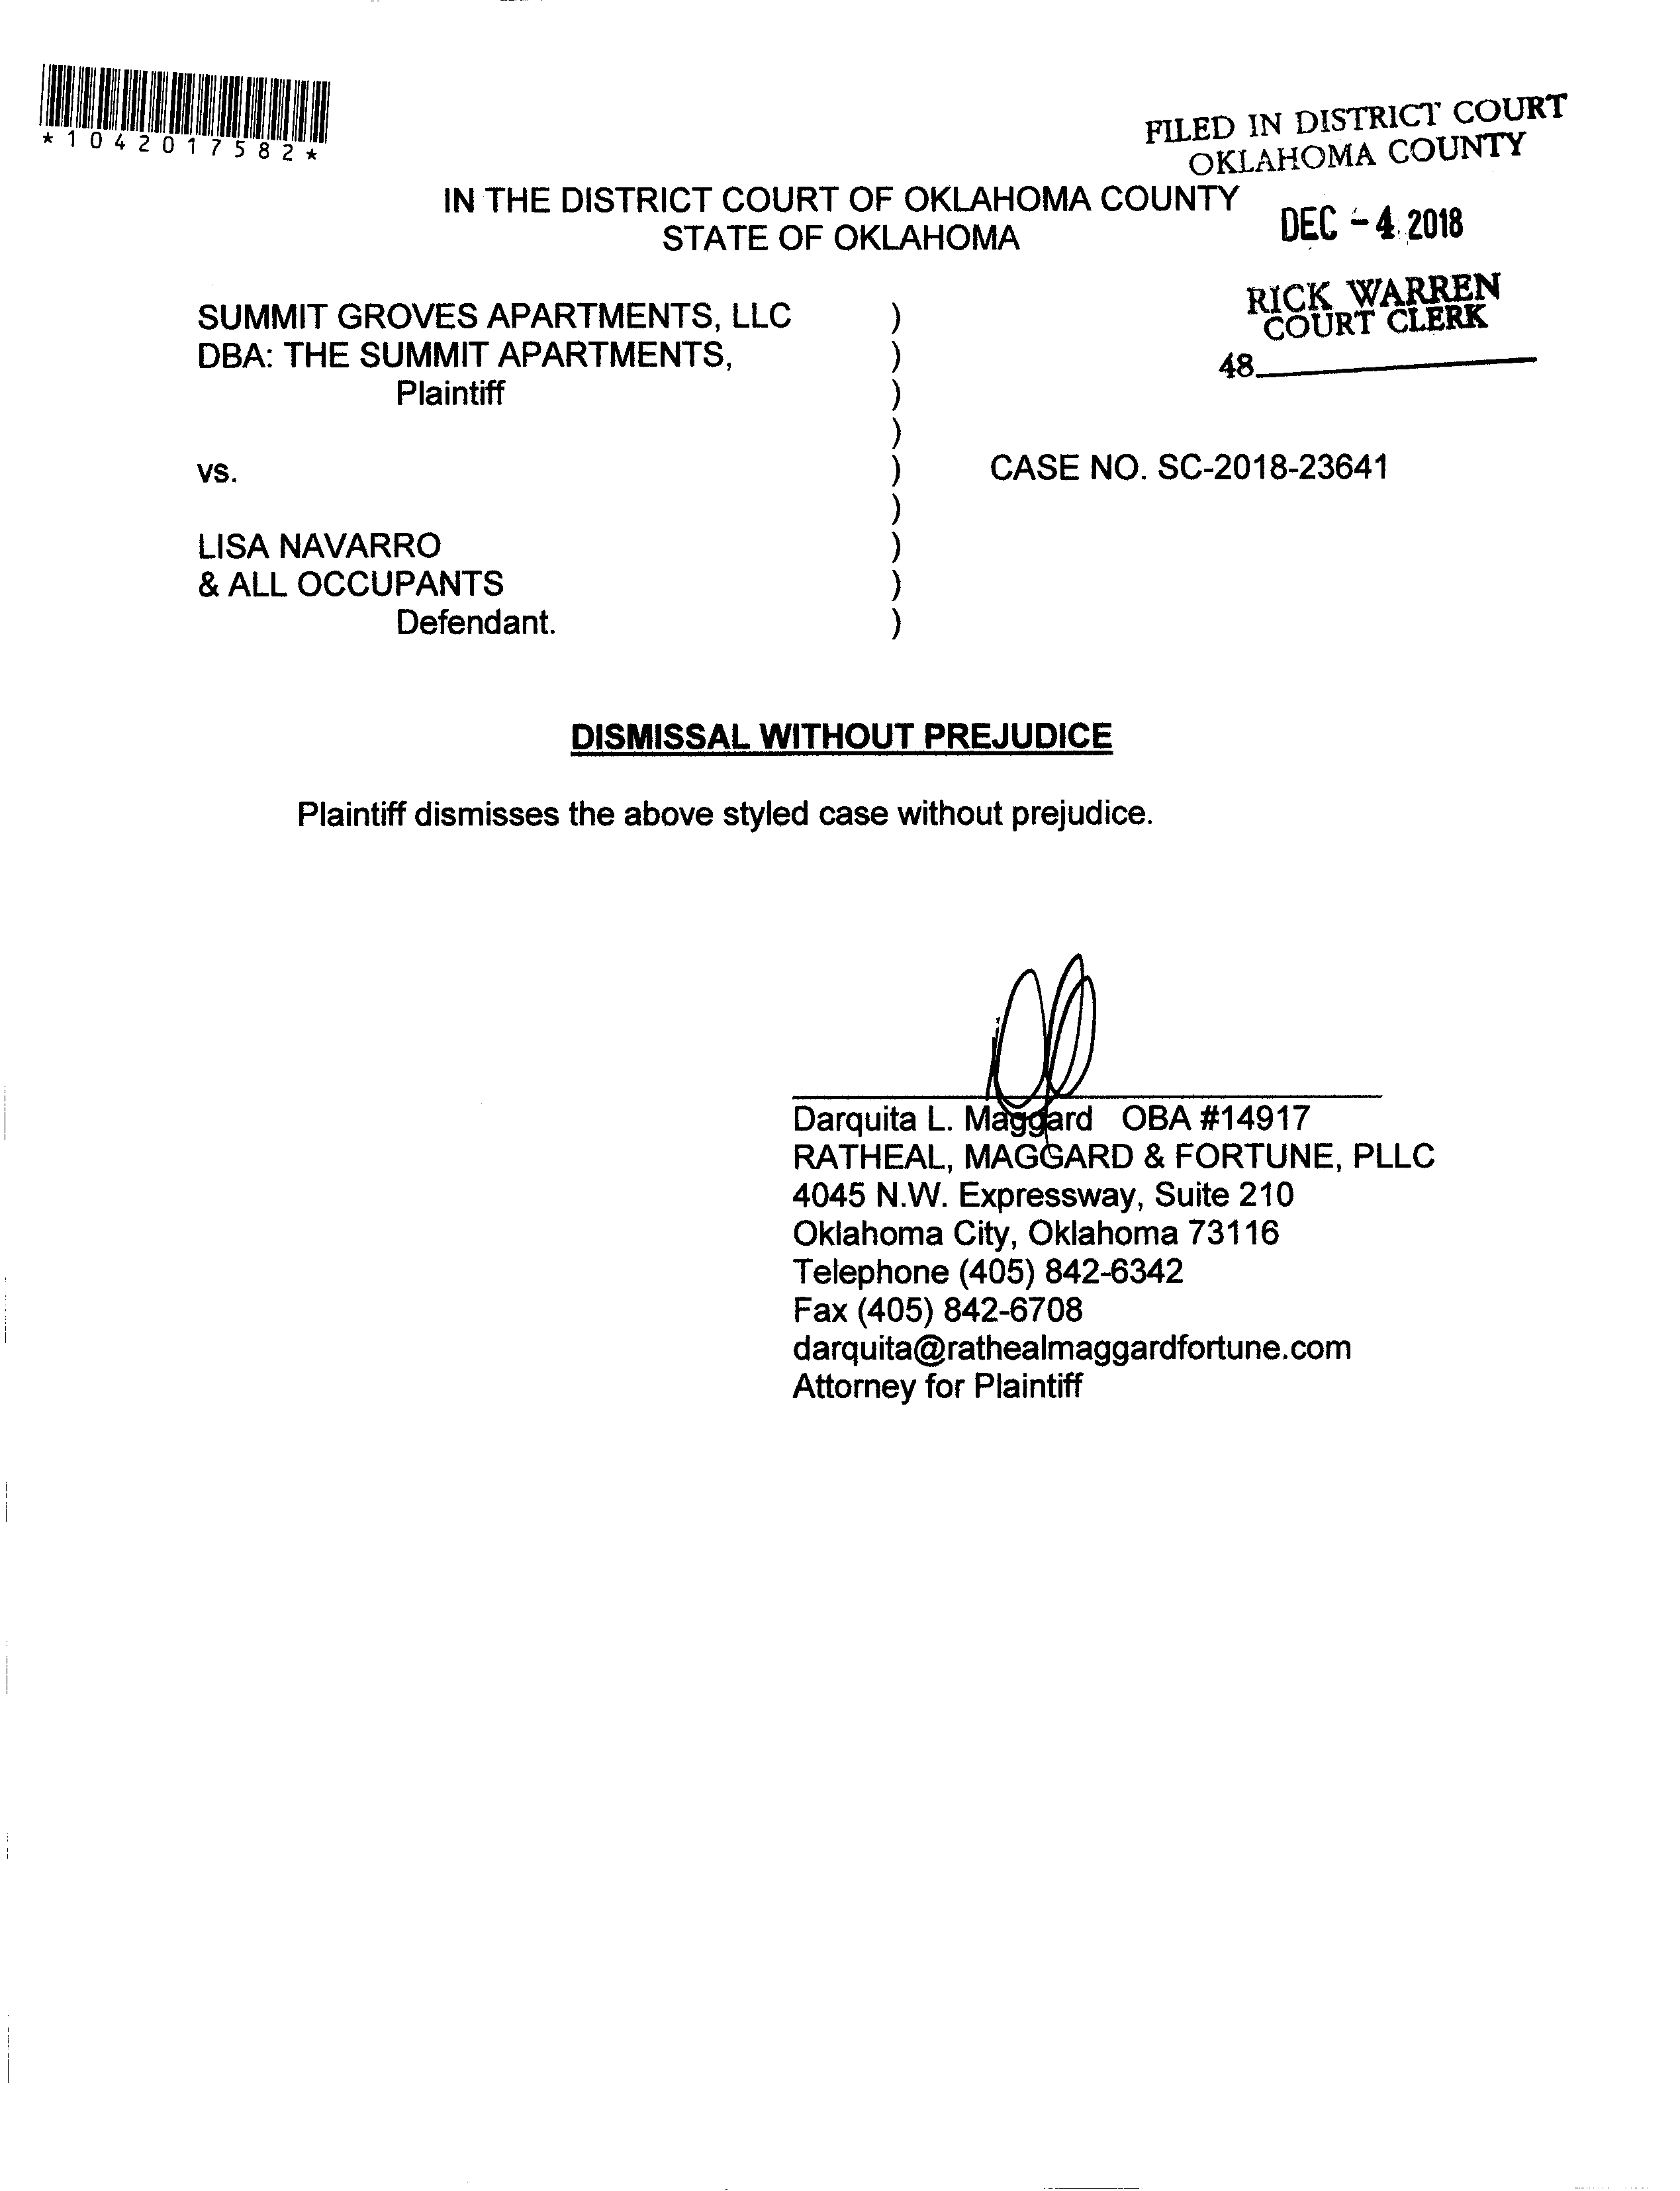 *1042017582*
FILED IN DISTRICT COURT
OKLAHOMA COUNTY
IN THE DISTRICT COURT OF OKLAHOMA COUNTY
STATE OF OKLAHOMA
DEC - 4 2018
RICK WARREN
COURT CLERK
48
SUMMIT GROVES APARTMENTS, LLC )
DBA: THE SUMMIT APARTMENTS, )
Plaintiff )
)
vs. ) CASE NO. SC-2018-23641
)
LISA NAVARRO )
& ALL OCCUPANTS )
Defendant. )
DISMISSAL WITHOUT PREJUDICE
Plaintiff dismisses the above styled case without prejudice.
Darquita L. Maggard OBA #14917
RATHEAL, MAGGARD & FORTUNE, PLLC
4045 N.W. Expressway, Suite 210
Oklahoma City, Oklahoma 73116
Telephone (405) 842-6342
Fax (405) 842-6708
darquita@rathealmaggardfortune.com
Attorney for Plaintiff